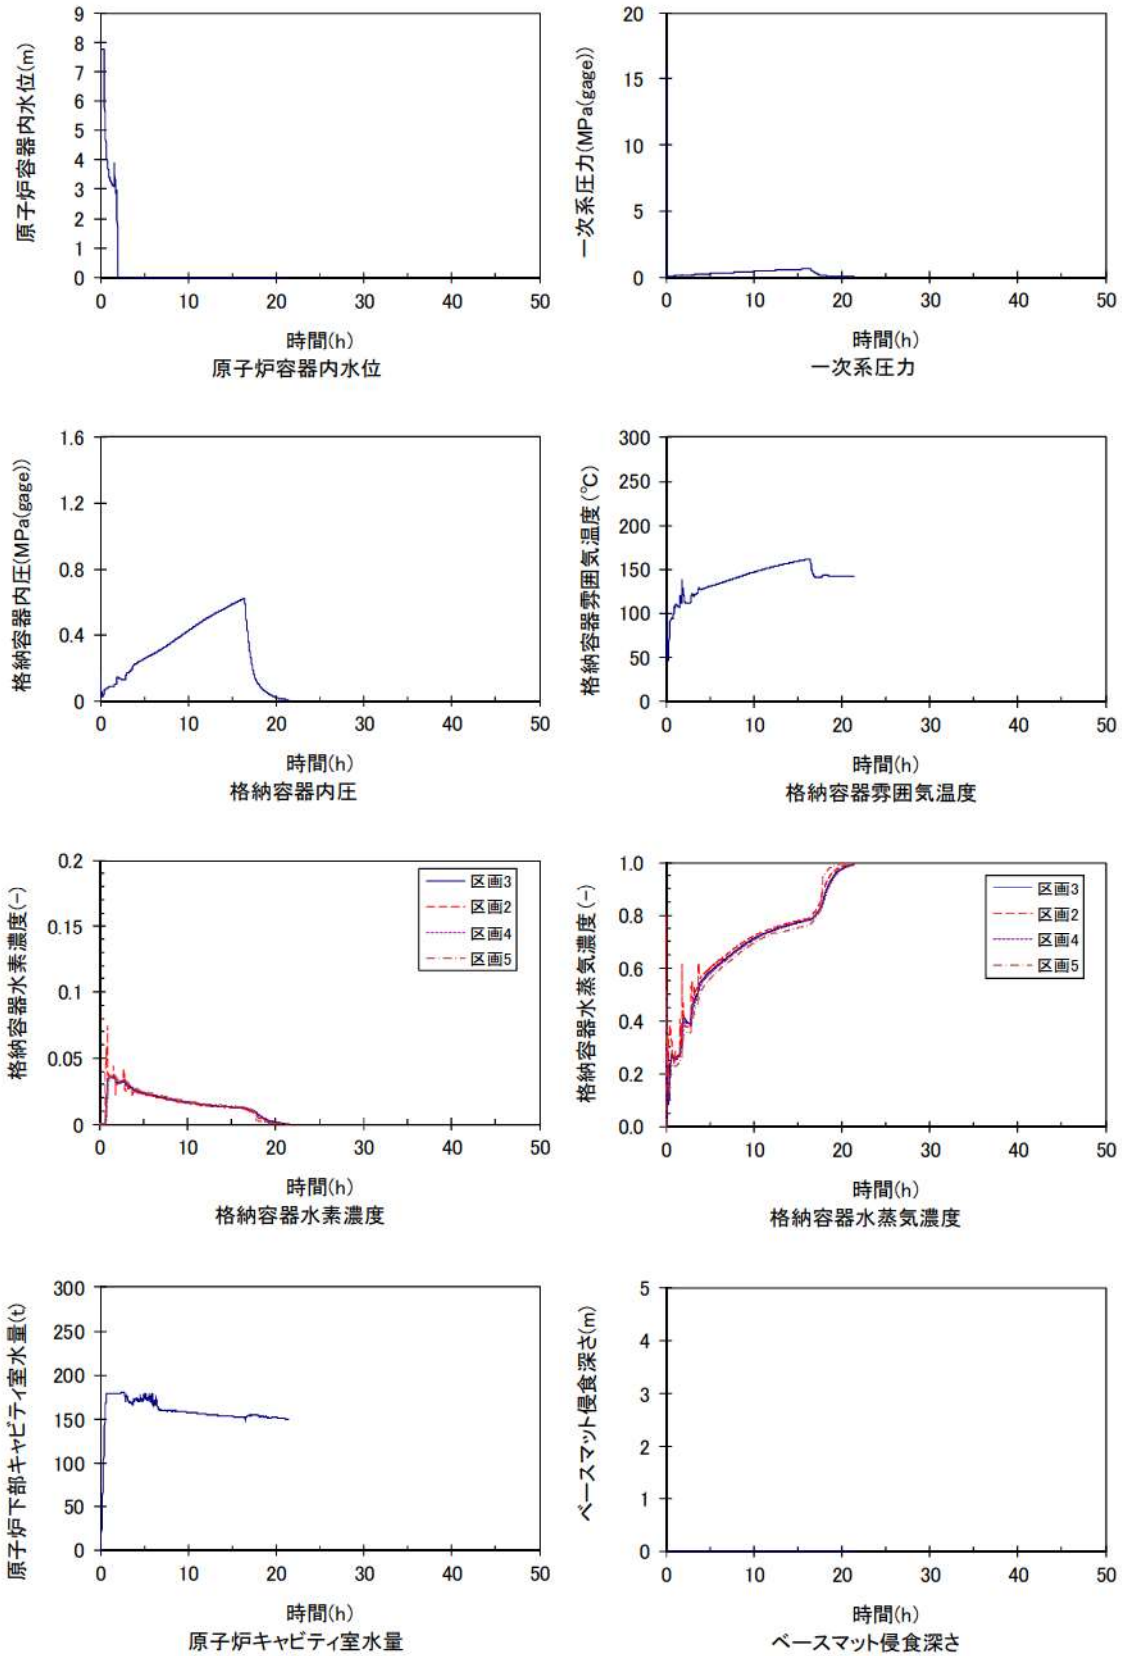 原子炉容器内水位(m)
9
8
7
6
5
4
3
2
1
0
0 10 20 30 40 50
時間(h)
原子炉容器内水位
一次系圧力(MPa(gage))
20
15
10
5
0
0 10 20 30 40 50
時間(h)
一次系圧力
格納容器内圧(MPa(gage))
1.6
1.2
0.8
0.4
0
0 10 20 30 40 50
時間(h)
格納容器内圧
格納容器雰囲気温度(℃)
300
250
200
150
100
50
0
0 10 20 30 40 50
時間(h)
格納容器雰囲気温度
格納容器水素濃度(-)
0.2
0.15
0.1
0.05
0
区画3
区画2
区画4
区画5
0 10 20 30 40 50
時間(h)
格納容器水素濃度
格納容器水蒸気濃度(-)
1.0
0.8
0.6
0.4
0.2
0.0
区画3
区画2
区画4
区画5
0 10 20 30 40 50
時間(h)
格納容器水蒸気濃度
原子炉下部キャビティ室水量(t)
300
250
200
150
100
50
0
0 10 20 30 40 50
時間(h)
原子炉キャビティ室水量
ベースマット侵食深さ(m)
5
4
3
2
1
0
0 10 20 30 40 50
時間(h)
ベースマット侵食深さ